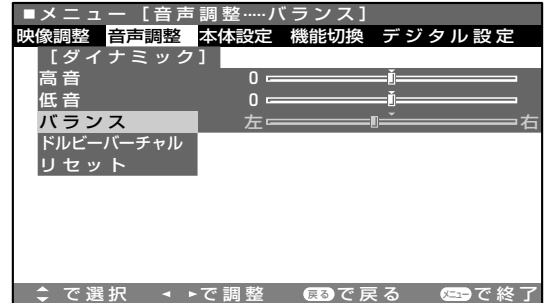 ■メニュー [音声調整……バランス]
映像調整 音声調整 本体設定 機能切換 デジタル設定
[ダイナミック]
高音 0
低音 0
バランス 左 右
ドルビーバーチャル
リセット
で選択 で調整 戻るで戻る メニューで終了